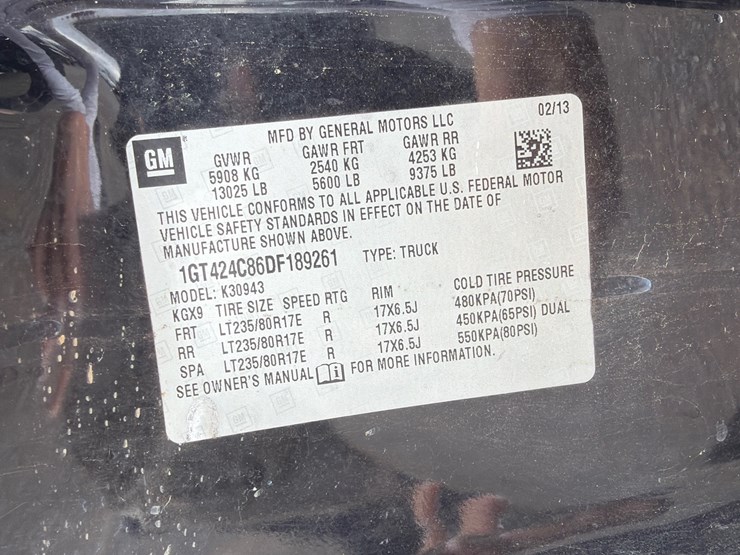 MFD BY GENERAL MOTORS LLC 02/13
GM
GVWR GAWR FRT GAWR RR
5908 KG 2540 KG 4253 KG
13025 LB 5600 LB 9375 LB
THIS VEHICLE CONFORMS TO ALL APPLICABLE U.S. FEDERAL MOTOR
VEHICLE SAFETY STANDARDS IN EFFECT ON THE DATE OF
MANUFACTURE SHOWN ABOVE.
1GT424C86DF189261 TYPE: TRUCK
MODEL: K30943
KGX9 TIRE SIZE SPEED RTG RIM COLD TIRE PRESSURE
FRT LT235/80R17E R 17X6.5J 480KPA(70PSI)
RR LT235/80R17E R 17X6.5J 450KPA(65PSI) DUAL
SPA LT235/80R17E R 17X6.5J 550KPA(80PSI)
SEE OWNER'S MANUAL FOR MORE INFORMATION.